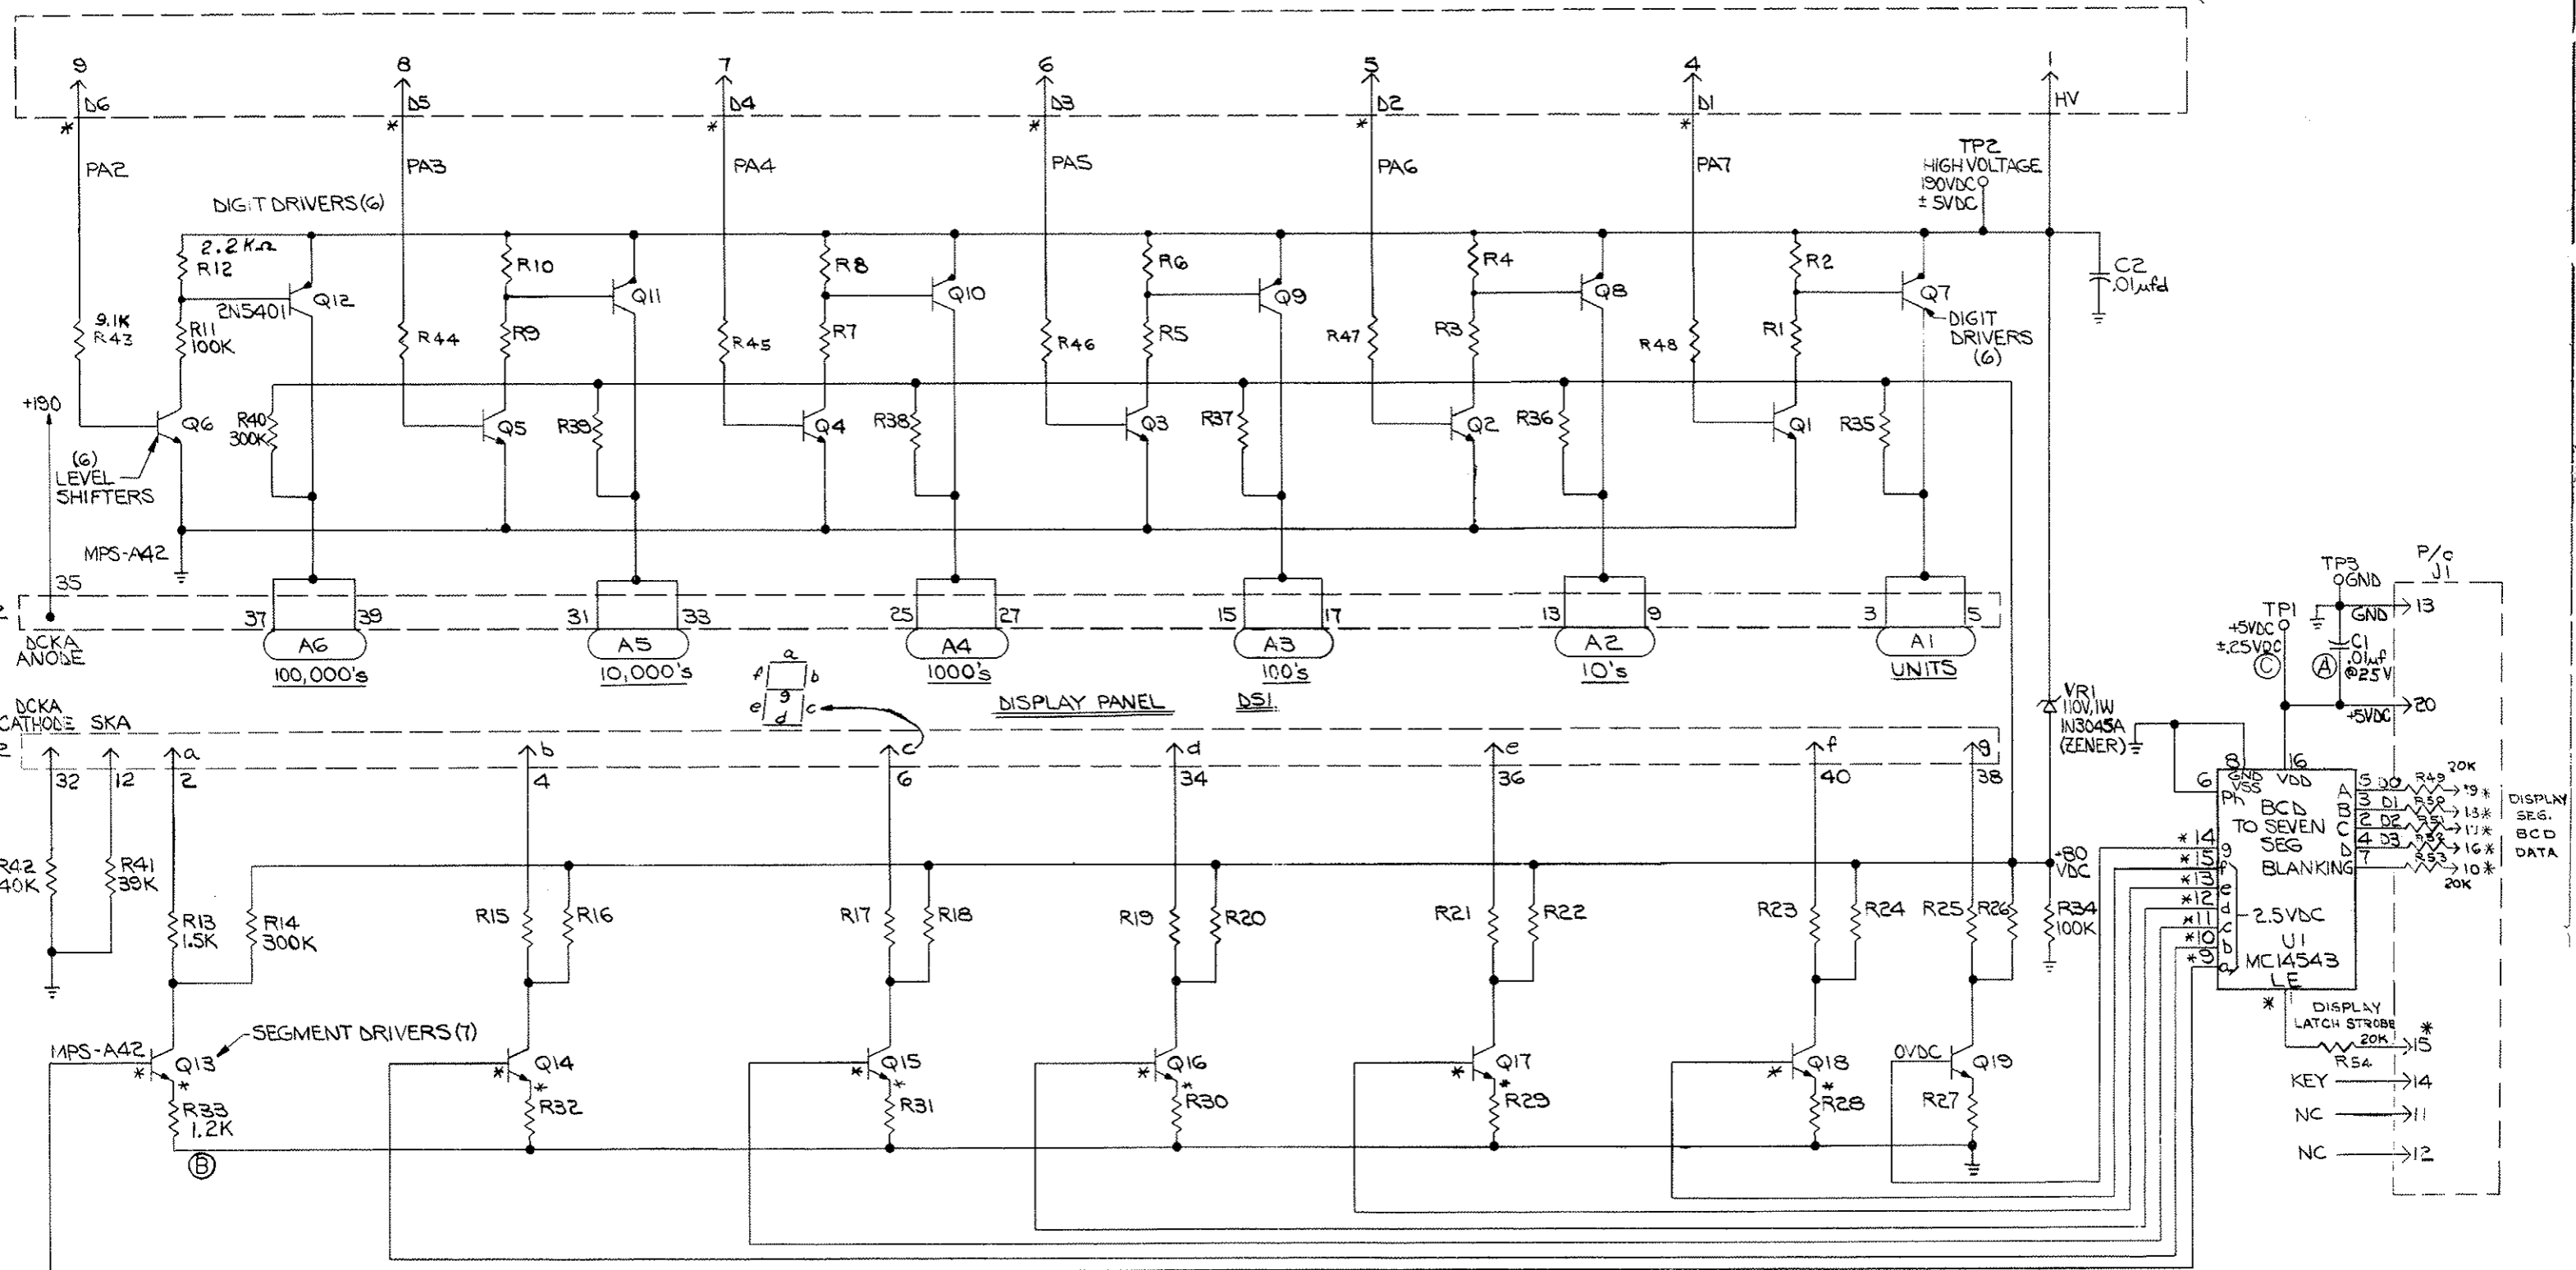 9 8 7 6 5 4 1
D6 D5 D4 D3 D2 D1 HV
* * * * * *
PA2 PA3 PA4 PA5 PA6 PA7
TP2
HIGH VOLTAGE
190VDC
± 5VDC
DIGIT DRIVERS (6)
2.2 KΩ
R12 R10 R8 R6 R4 R2
C2
.01µfd
Q12 Q11 Q10 Q9 Q8 Q7
2N5401
9.1K
R43
R11
100K
R44 R9 R45 R7 R46 R5 R47 R3 R48 R1
DIGIT
DRIVERS
(6)
+190
Q6
R40
300K
Q5 R39 Q4 R38 Q3 R37 Q2 R36 Q1 R35
(6)
LEVEL
SHIFTERS
MPS-A42
35
37 39 31 33 25 27 15 17 13 9 3 5
DCKA
ANODE
A6 A5 A4 A3 A2 A1
100,000's 10,000's 1000's 100's 10's UNITS
a
f b
g
e c
d
DISPLAY PANEL DS1
P/O
J1
TP3
GND
GND 13
TP1
+5VDC
±.25VDC
C A
C1
.01µf
@25V
+5VDC 20
VR1
110V,1W
IN3045A
(ZENER)
DCKA
CATHODE SKA
a b c d e f g
32 12 2 4 6 34 36 40 38
8 16
GND VDD
VSS
6
Ph
BCD
TO SEVEN
SEG
BLANKING
A 5 D0 R49 20K
B 3 D1 R50 18*
C 2 D2 R51
D 4 D3 R52 16*
7 R53 10*
20K
DISPLAY
SEG.
BCD
DATA
*14 g
*15 f
*13 e
*12 d
*11 c
*10 b
*9 a
2.5VDC
U1
MC14543
LE
*
+80
VDC
R42
R41
39K
R13
1.5K
R14
300K
R15 R16 R17 R18 R19 R20 R21 R22 R23 R24 R25 R26
R34
100K
DISPLAY
LATCH STROBE
*
20K 15
R54
KEY 14
NC 11
NC 12
SEGMENT DRIVERS (7)
MPS-A42
Q13 Q14 Q15 Q16 Q17 Q18 Q19
0VDC
* * * * * * * * * * * *
R33
1.2K
R32 R31 R30 R29 R28 R27
B